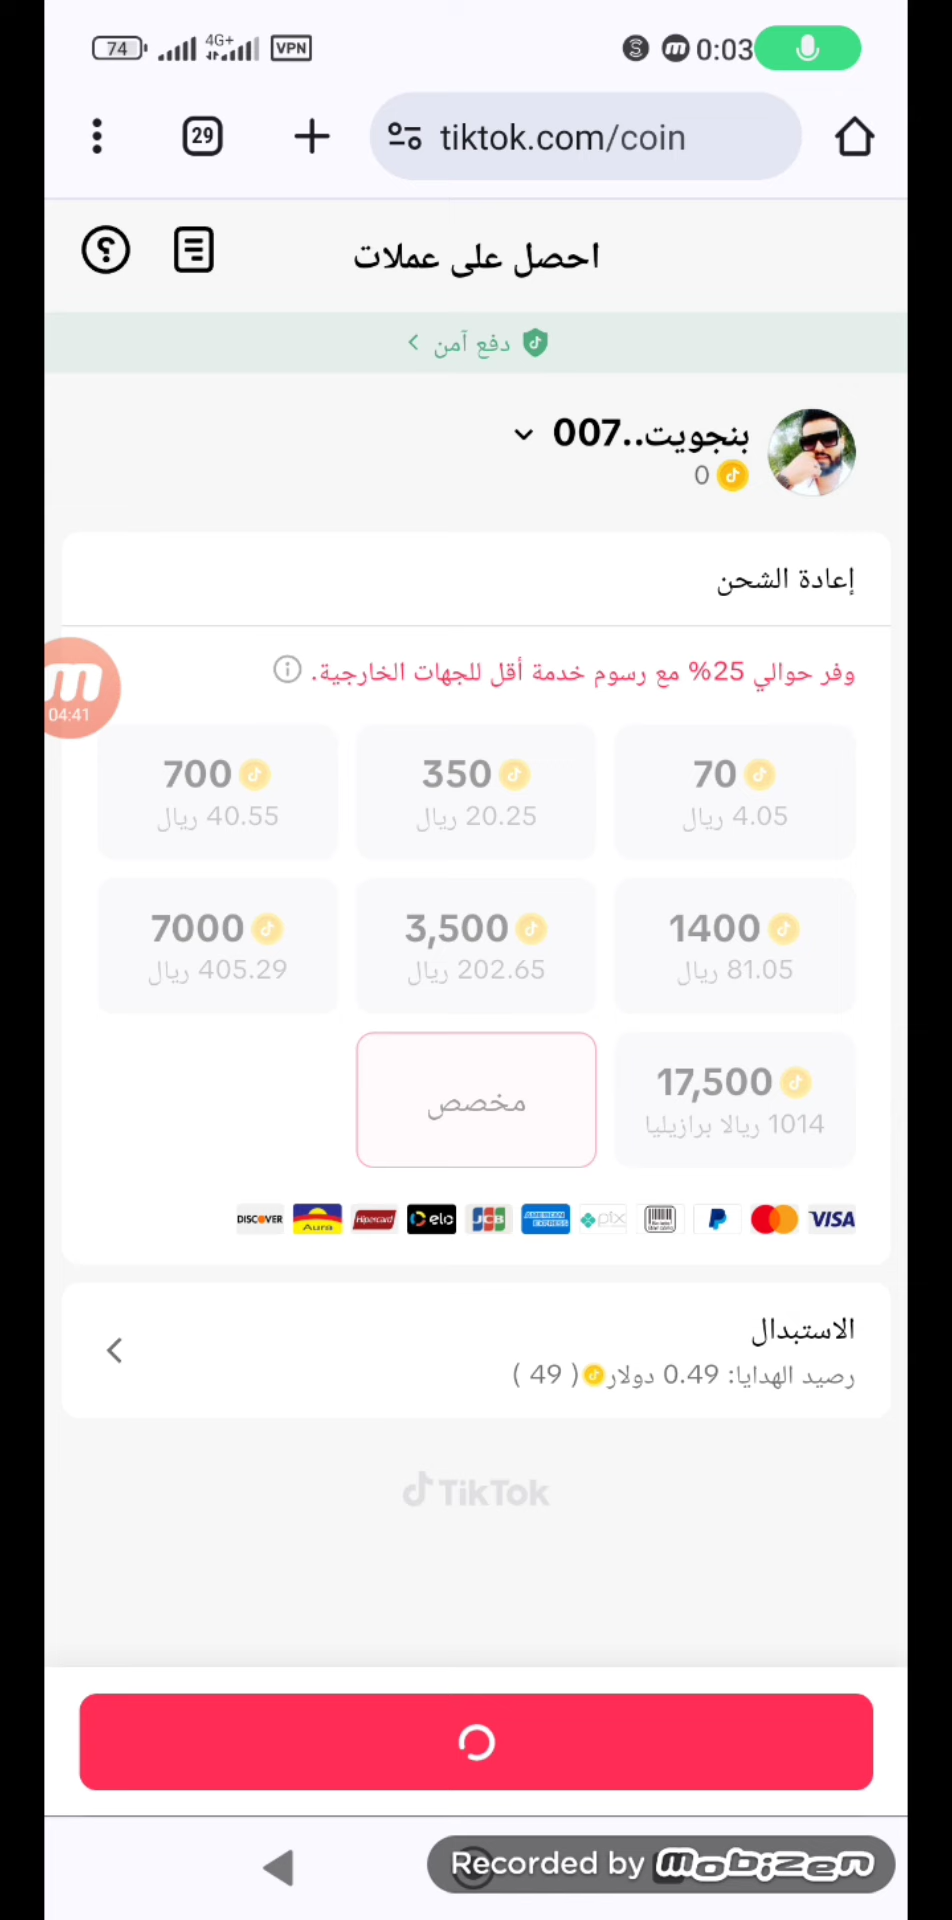 74 4G+ VPN 0:03
29 tiktok.com/coin
احصل على عملات
دفع آمن
بنجويت..007
0
إعادة الشحن
وفر حوالي 25% مع رسوم خدمة أقل للجهات الخارجية.
04:41
70 350 700
4.05 ريال 20.25 ريال 40.55 ريال
1400 3,500 7000
81.05 ريال 202.65 ريال 405.29 ريال
17,500 مخصص
1014 ريالا برازيليا
DISCOVER Aura Hipercard elo JCB AMERICAN EXPRESS pix VISA
الاستبدال
رصيد الهدايا: 0.49 دولار ( 49 )
TikTok
Recorded by Mobizen